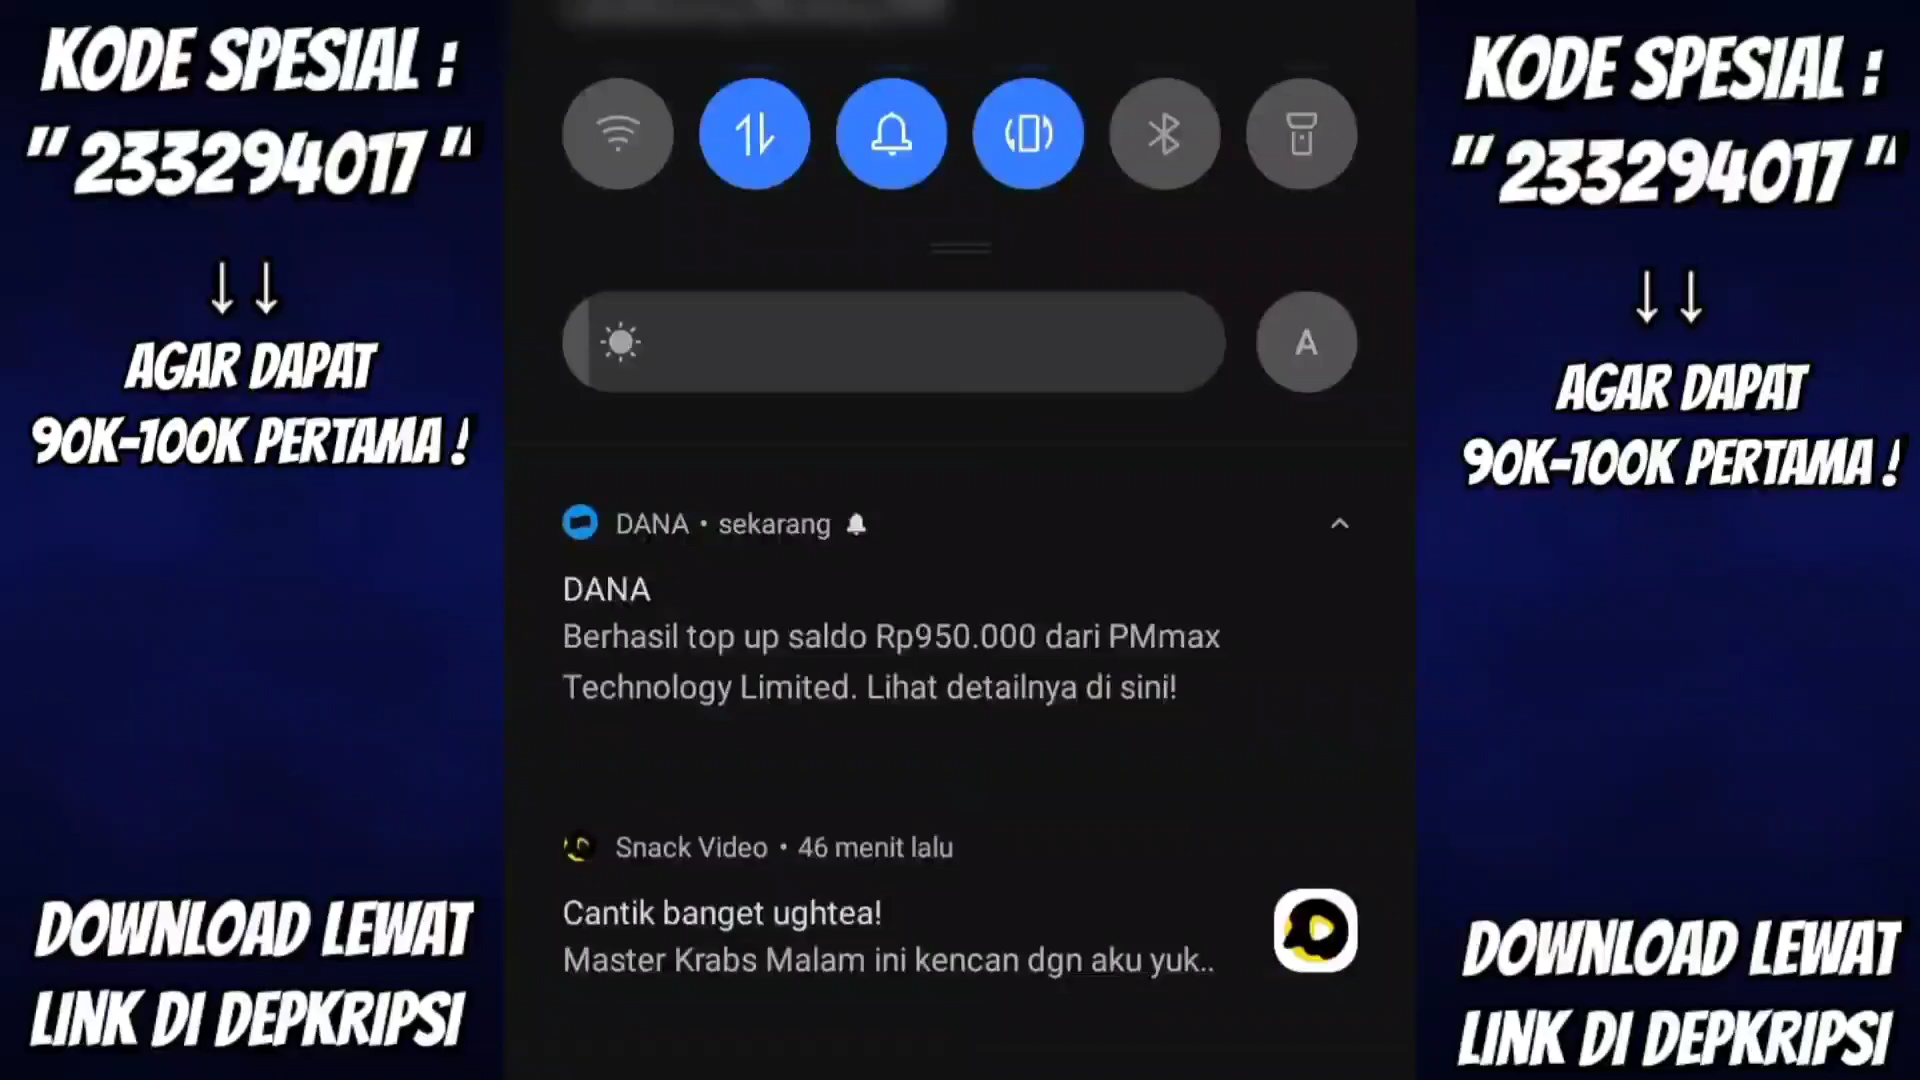 KODE SPESIAL :
" 233294017 "
↓↓
AGAR DAPAT
90K-100K PERTAMA !
DOWNLOAD LEWAT
LINK DI DEPKRIPSI
A
DANA • sekarang
DANA
Berhasil top up saldo Rp950.000 dari PMmax
Technology Limited. Lihat detailnya di sini!
Snack Video • 46 menit lalu
Cantik banget ughtea!
Master Krabs Malam ini kencan dgn aku yuk..
KODE SPESIAL :
" 233294017 "
↓↓
AGAR DAPAT
90K-100K PERTAMA !
DOWNLOAD LEWAT
LINK DI DEPKRIPSI